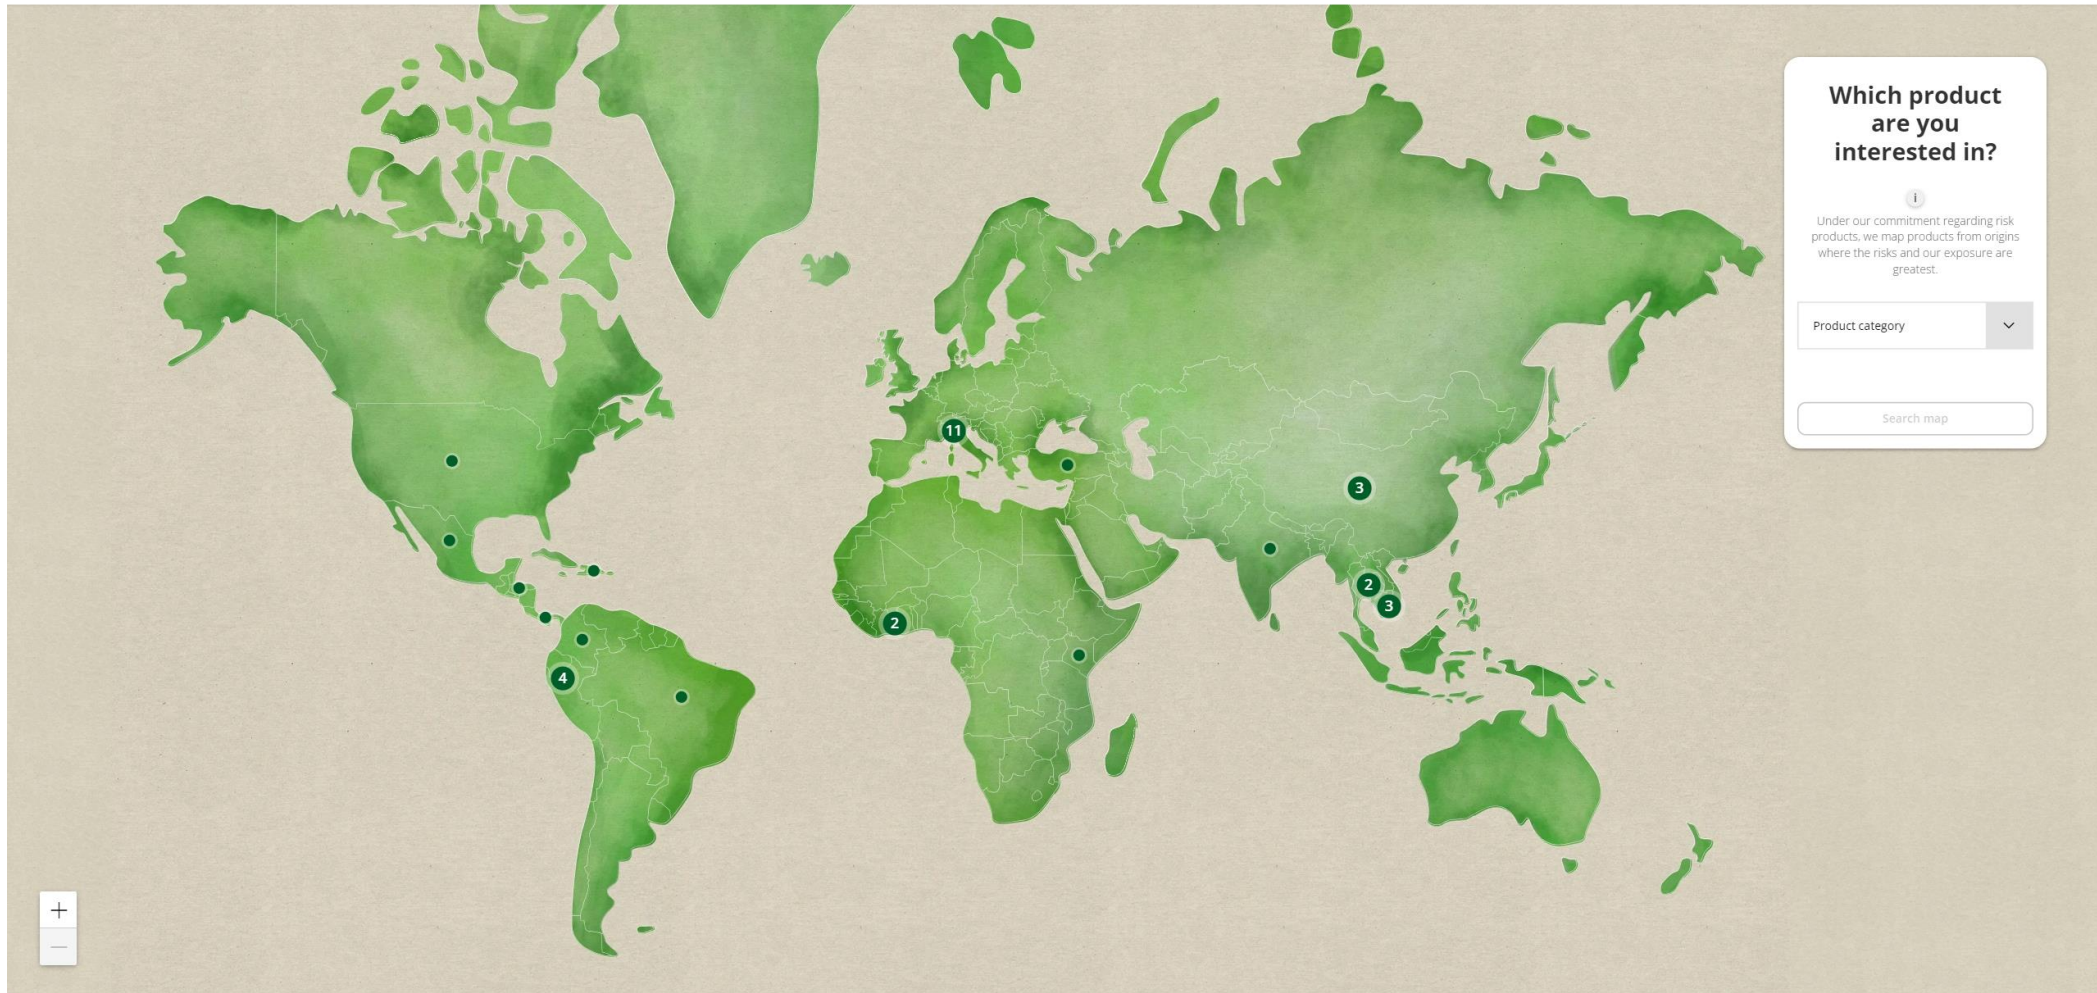 Which product
are you
interested in?
i
Under our commitment regarding risk
products, we map products from origins
where the risks and our exposure are
greatest.
Product category
Search map
11
3
2
3
2
4
+
—